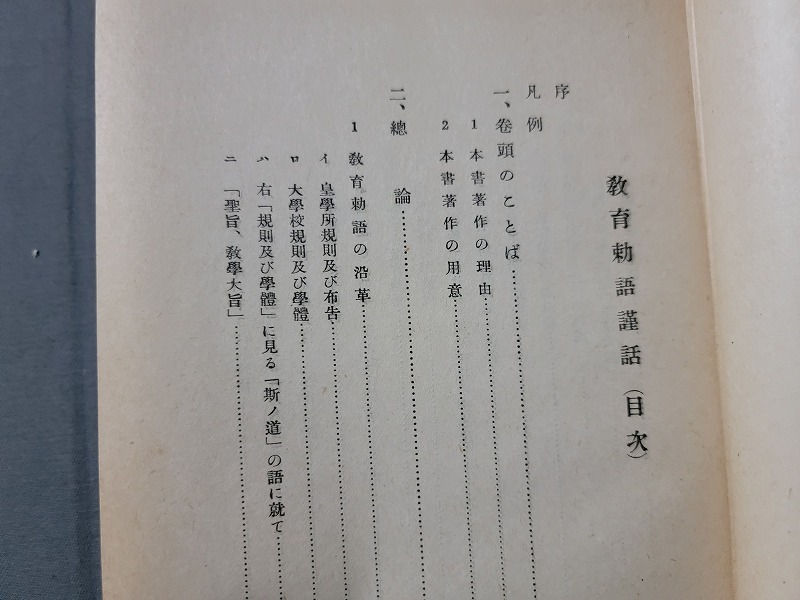 敎育勅語謹話（目次）
序
凡例
一、卷頭のことば
1 本書著作の理由
2 本書著作の用意
二、總論
1 敎育勅語の沿革
イ 皇學所規則及び布告
ロ 大學校規則及び學體
ハ 右「規則及び學體」に見る「斯ノ道」の語に就て
ニ 「聖旨、敎學大旨」